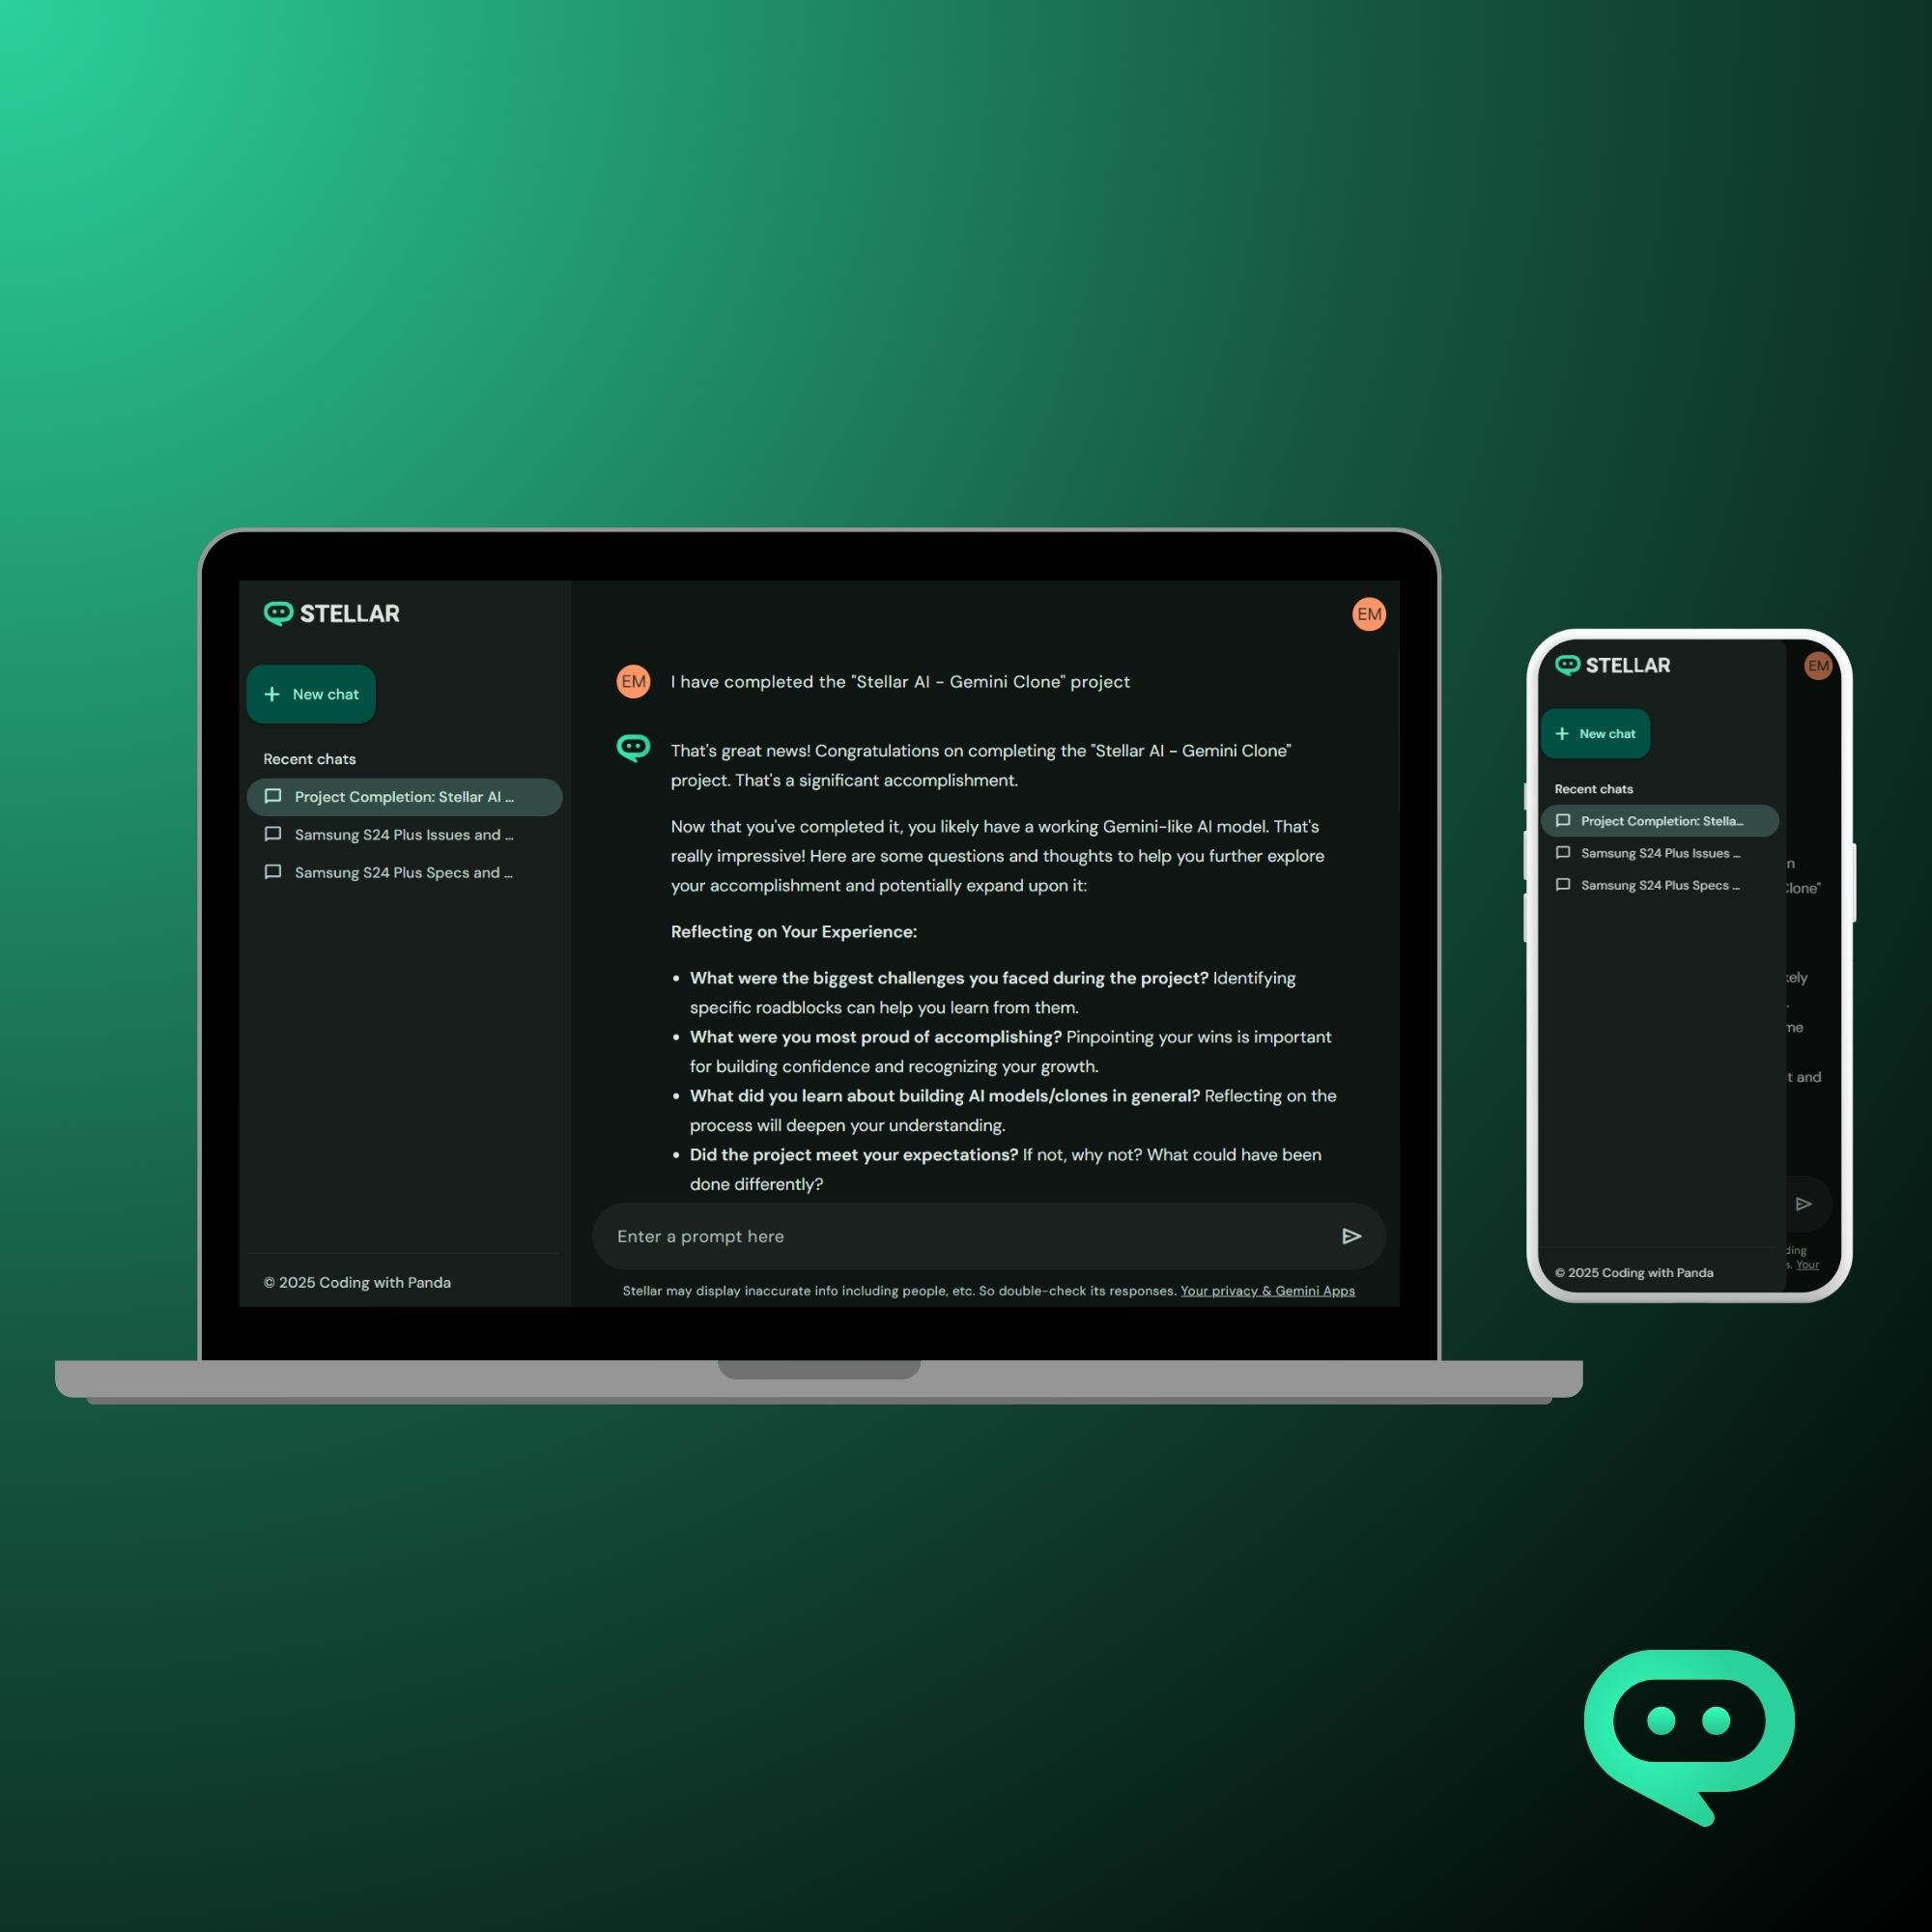 STELLAR
EM
New chat
Recent chats
Project Completion: Stellar AI ...
Samsung S24 Plus Issues and ...
Samsung S24 Plus Specs and ...
© 2025 Coding with Panda
EM
I have completed the "Stellar AI - Gemini Clone" project
That's great news! Congratulations on completing the "Stellar AI - Gemini Clone"
project. That's a significant accomplishment.
Now that you've completed it, you likely have a working Gemini-like AI model. That's
really impressive! Here are some questions and thoughts to help you further explore
your accomplishment and potentially expand upon it:
Reflecting on Your Experience:
• What were the biggest challenges you faced during the project? Identifying
specific roadblocks can help you learn from them.
• What were you most proud of accomplishing? Pinpointing your wins is important
for building confidence and recognizing your growth.
• What did you learn about building AI models/clones in general? Reflecting on the
process will deepen your understanding.
• Did the project meet your expectations? If not, why not? What could have been
done differently?
Enter a prompt here
Stellar may display inaccurate info including people, etc. So double-check its responses. Your privacy & Gemini Apps
STELLAR
EM
New chat
Recent chats
Project Completion: Stella...
Samsung S24 Plus Issues ...
Samsung S24 Plus Specs ...
© 2025 Coding with Panda
n
Clone"
kely
.
me
t and
ding
s. Your